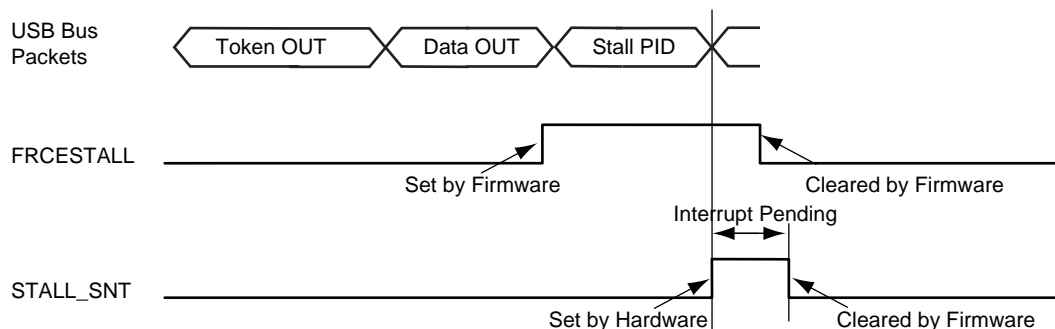 USB Bus
Packets
Token OUT
Data OUT
Stall PID
FRCESTALL
Set by Firmware
Cleared by Firmware
Interrupt Pending
STALL_SNT
Set by Hardware
Cleared by Firmware